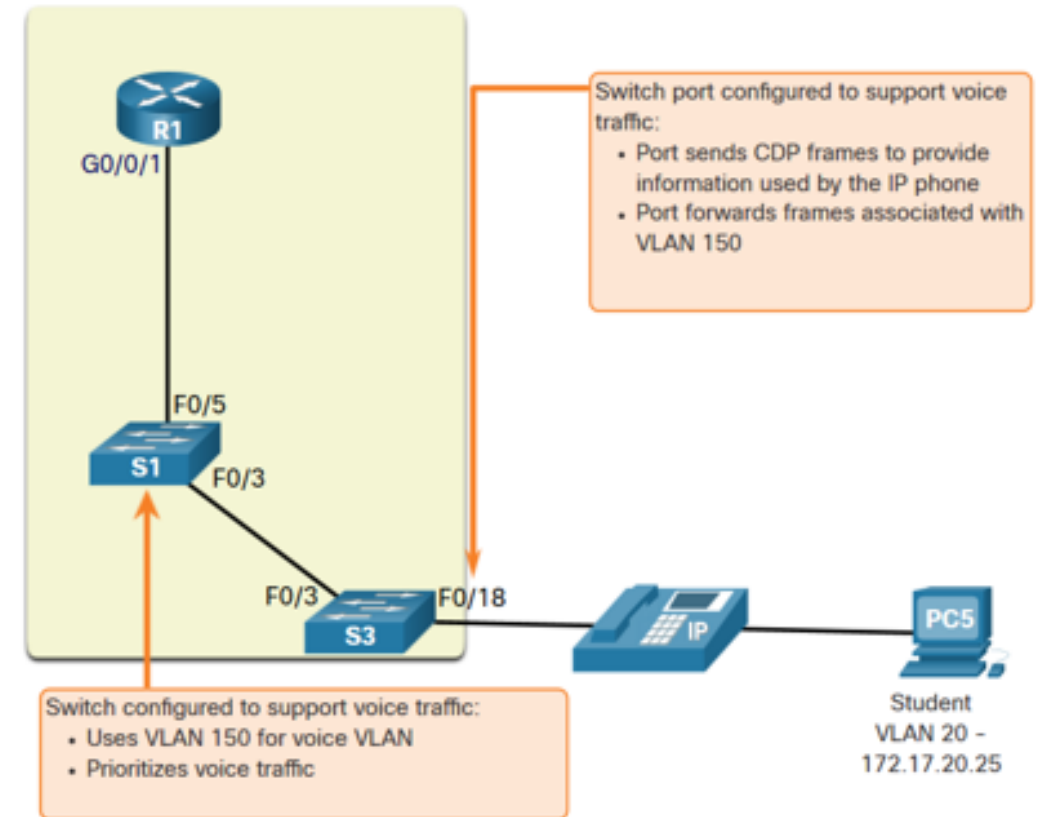 R1
G0/0/1
Switch port configured to support voice
traffic:
• Port sends CDP frames to provide
information used by the IP phone
• Port forwards frames associated with
VLAN 150
F0/5
S1
F0/3
F0/3
F0/18
S3
IP
PC5
Student
VLAN 20 –
172.17.20.25
Switch configured to support voice traffic:
• Uses VLAN 150 for voice VLAN
• Prioritizes voice traffic